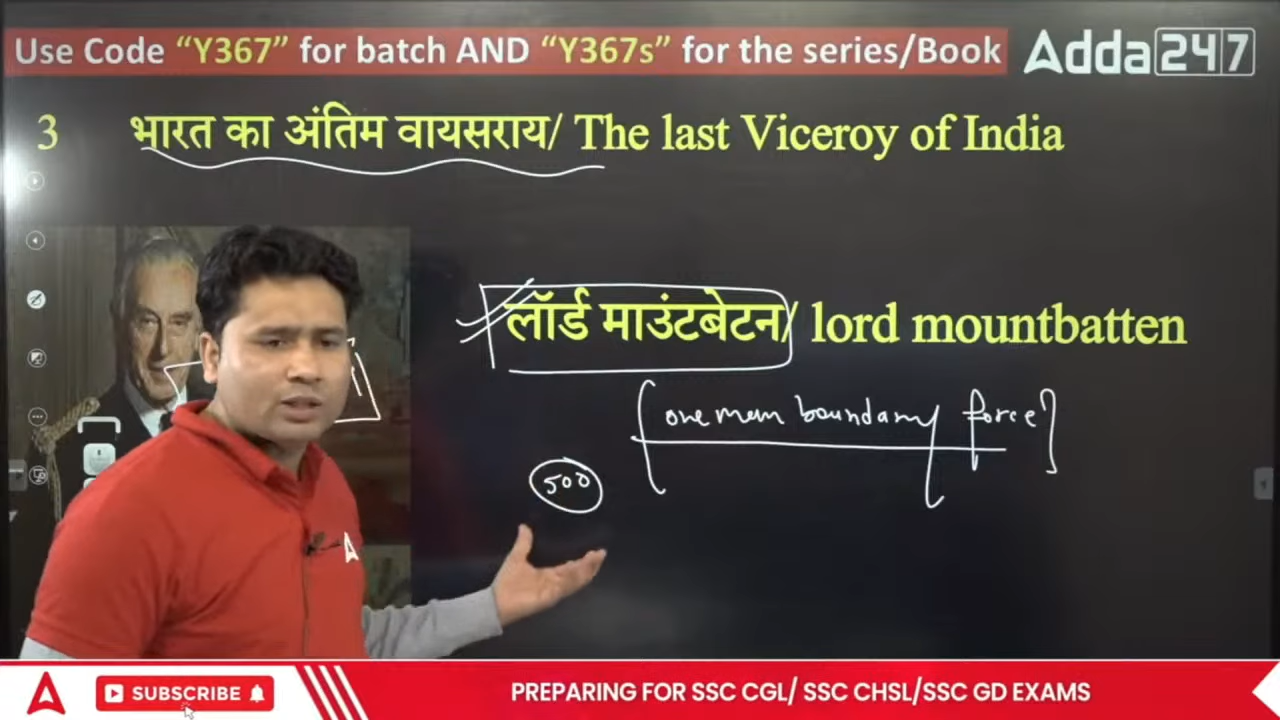 Use Code “Y367” for batch AND “Y367s” for the series/Book
Adda247
3 भारत का अंतिम वायसराय/ The last Viceroy of India
लॉर्ड माउंटबेटन/ lord mountbatten
one man boundary force
500
SUBSCRIBE
PREPARING FOR SSC CGL/ SSC CHSL/SSC GD EXAMS